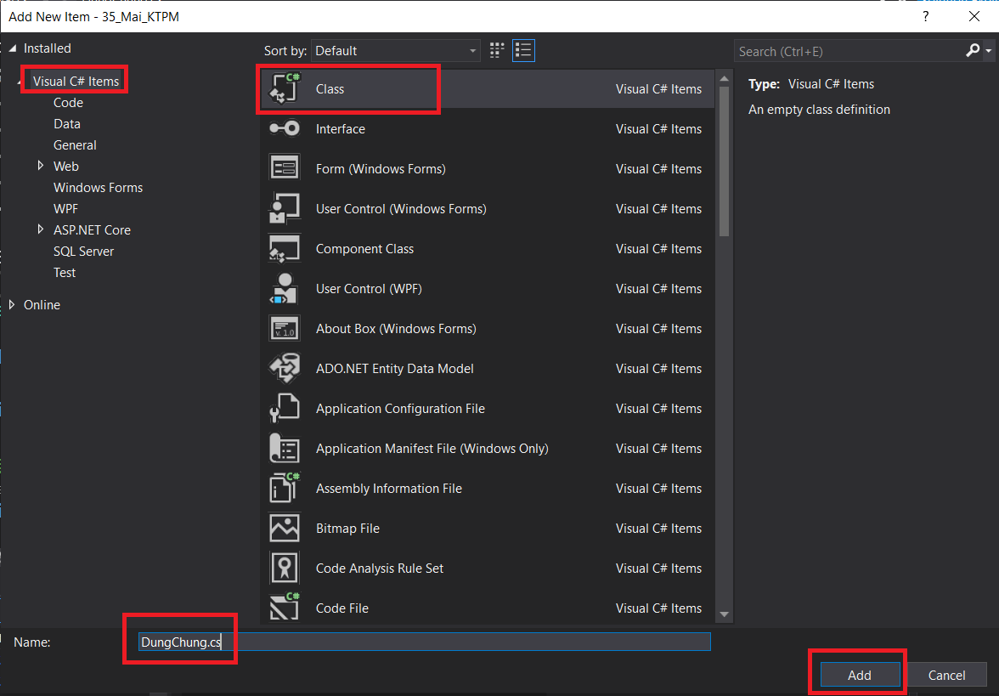 Add New Item - 35_Mai_KTPM
?
Installed
Sort by: Default
Search (Ctrl+E)
Visual C# Items
Code
Data
General
Web
Windows Forms
WPF
ASP.NET Core
SQL Server
Test
Online
C# Class Visual C# Items
Interface Visual C# Items
Form (Windows Forms) Visual C# Items
User Control (Windows Forms) Visual C# Items
Component Class Visual C# Items
User Control (WPF) Visual C# Items
v. 1.0 About Box (Windows Forms) Visual C# Items
ADO.NET Entity Data Model Visual C# Items
Application Configuration File Visual C# Items
Application Manifest File (Windows Only) Visual C# Items
C# Assembly Information File Visual C# Items
Bitmap File Visual C# Items
Code Analysis Rule Set Visual C# Items
C# Code File Visual C# Items
Type: Visual C# Items
An empty class definition
Name: DungChung.cs
Add Cancel